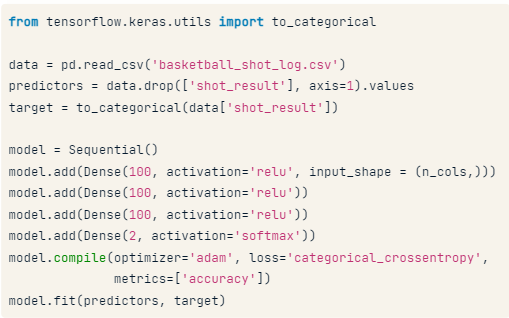 from tensorflow.keras.utils import to_categorical
data = pd.read_csv('basketball_shot_log.csv')
predictors = data.drop(['shot_result'], axis=1).values
target = to_categorical(data['shot_result'])
model = Sequential()
model.add(Dense(100, activation='relu', input_shape = (n_cols,)))
model.add(Dense(100, activation='relu'))
model.add(Dense(100, activation='relu'))
model.add(Dense(2, activation='softmax'))
model.compile(optimizer='adam', loss='categorical_crossentropy',
              metrics=['accuracy'])
model.fit(predictors, target)